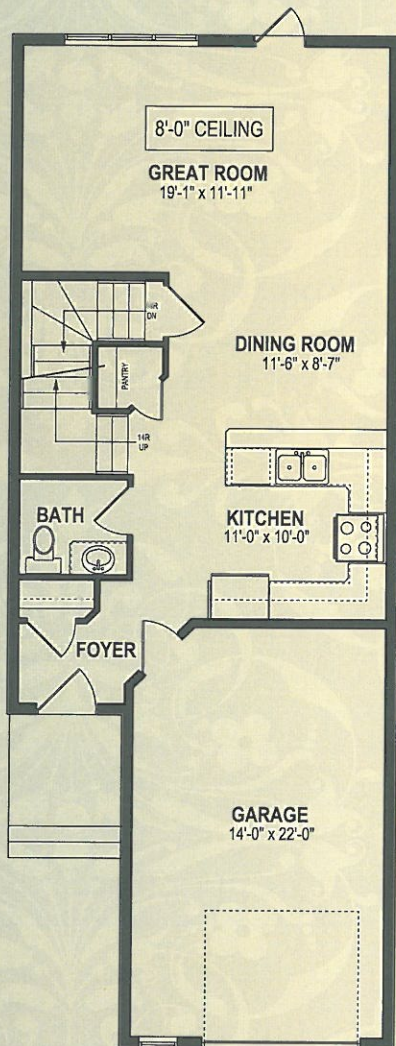 8'-0" CEILING
GREAT ROOM
19'-1" x 11'-11"
DN
DINING ROOM
11'-6" x 8'-7"
PANTRY
14R
UP
BATH
KITCHEN
11'-0" x 10'-0"
FOYER
GARAGE
14'-0" x 22'-0"